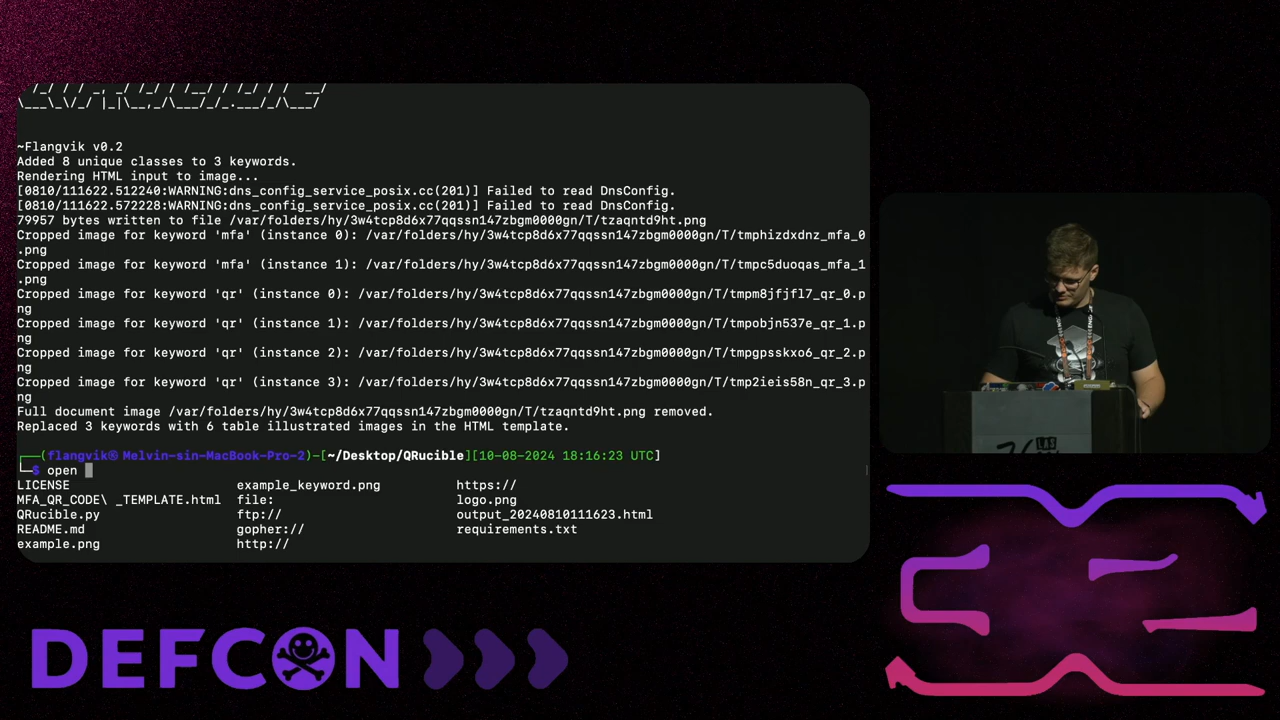 ~Flangvik v0.2
Added 8 unique classes to 3 keywords.
Rendering HTML input to image...
[0810/111622.512240:WARNING:dns_config_service_posix.cc(201)] Failed to read DnsConfig.
[0810/111622.572228:WARNING:dns_config_service_posix.cc(201)] Failed to read DnsConfig.
79957 bytes written to file /var/folders/hy/3w4tcp8d6x77qqssn147zbgm0000gn/T/tzaqntd9ht.png
Cropped image for keyword 'mfa' (instance 0): /var/folders/hy/3w4tcp8d6x77qqssn147zbgm0000gn/T/tmphizdxdnz_mfa_0
.png
Cropped image for keyword 'mfa' (instance 1): /var/folders/hy/3w4tcp8d6x77qqssn147zbgm0000gn/T/tmpc5duoqas_mfa_1
.png
Cropped image for keyword 'qr' (instance 0): /var/folders/hy/3w4tcp8d6x77qqssn147zbgm0000gn/T/tmpm8jfjfl7_qr_0.p
ng
Cropped image for keyword 'qr' (instance 1): /var/folders/hy/3w4tcp8d6x77qqssn147zbgm0000gn/T/tmpobjn537e_qr_1.p
ng
Cropped image for keyword 'qr' (instance 2): /var/folders/hy/3w4tcp8d6x77qqssn147zbgm0000gn/T/tmpgpsskxo6_qr_2.p
ng
Cropped image for keyword 'qr' (instance 3): /var/folders/hy/3w4tcp8d6x77qqssn147zbgm0000gn/T/tmp2ieis58n_qr_3.p
ng
Full document image /var/folders/hy/3w4tcp8d6x77qqssn147zbgm0000gn/T/tzaqntd9ht.png removed.
Replaced 3 keywords with 6 table illustrated images in the HTML template.
┌──(flangvik㉿ Melvin-sin-MacBook-Pro-2)-[~/Desktop/QRucible][10-08-2024 18:16:23 UTC]
└─$ open
LICENSE example_keyword.png https://
MFA_QR_CODE\ _TEMPLATE.html file: logo.png
QRucible.py ftp:// output_20240810111623.html
README.md gopher:// requirements.txt
example.png http://
DEFCON